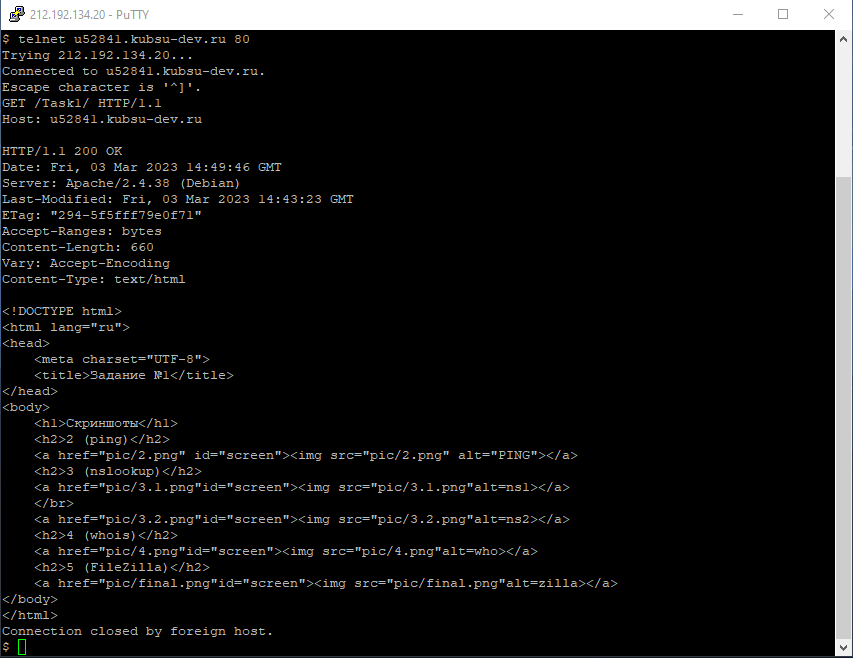 212.192.134.20 - PuTTY
$ telnet u52841.kubsu-dev.ru 80
Trying 212.192.134.20...
Connected to u52841.kubsu-dev.ru.
Escape character is '^]'.
GET /Task1/ HTTP/1.1
Host: u52841.kubsu-dev.ru

HTTP/1.1 200 OK
Date: Fri, 03 Mar 2023 14:49:46 GMT
Server: Apache/2.4.38 (Debian)
Last-Modified: Fri, 03 Mar 2023 14:43:23 GMT
ETag: "294-5f5fff79e0f71"
Accept-Ranges: bytes
Content-Length: 660
Vary: Accept-Encoding
Content-Type: text/html

<!DOCTYPE html>
<html lang="ru">
<head>
    <meta charset="UTF-8">
    <title>Задание №1</title>
</head>
<body>
    <h1>Скриншоты</h1>
    <h2>2 (ping)</h2>
    <a href="pic/2.png" id="screen"><img src="pic/2.png" alt="PING"></a>
    <h2>3 (nslookup)</h2>
    <a href="pic/3.1.png"id="screen"><img src="pic/3.1.png"alt=ns1></a>
    </br>
    <a href="pic/3.2.png"id="screen"><img src="pic/3.2.png"alt=ns2></a>
    <h2>4 (whois)</h2>
    <a href="pic/4.png"id="screen"><img src="pic/4.png"alt=who></a>
    <h2>5 (FileZilla)</h2>
    <a href="pic/final.png"id="screen"><img src="pic/final.png"alt=zilla></a>
</body>
</html>
Connection closed by foreign host.
$